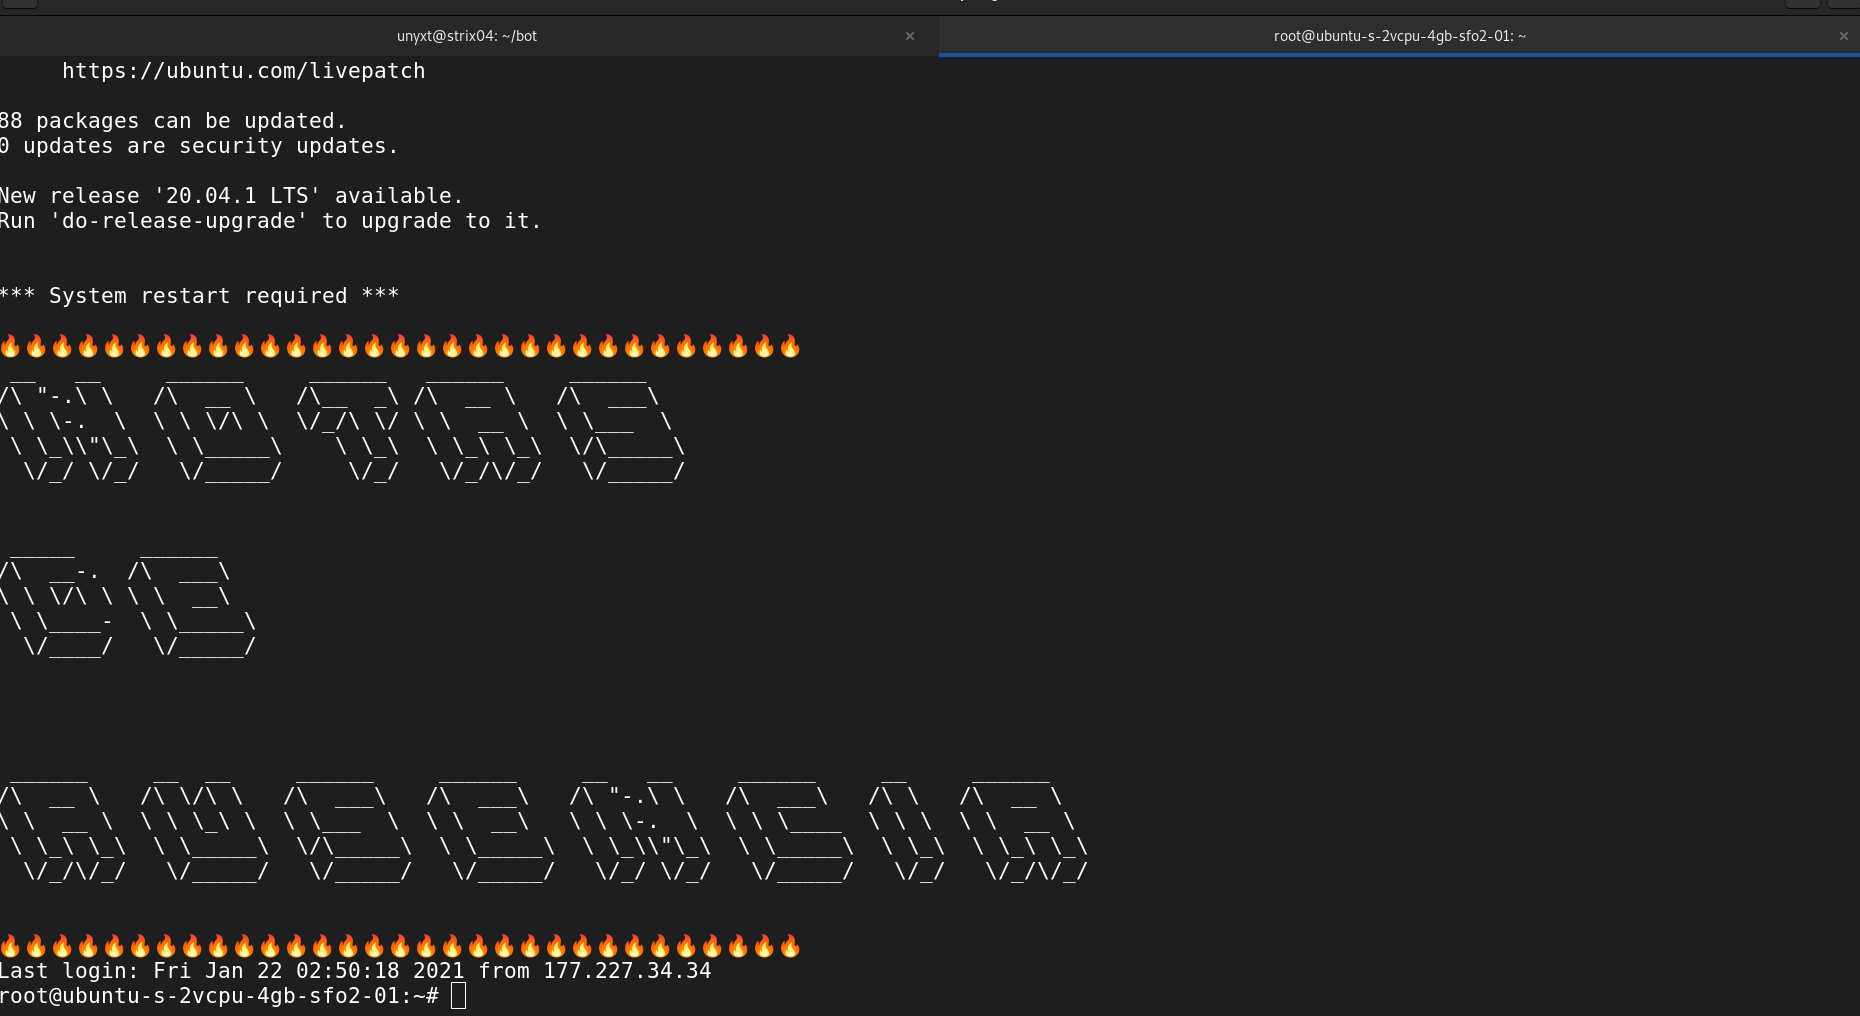 unyxt@strix04: ~/bot
root@ubuntu-s-2vcpu-4gb-sfo2-01: ~
https://ubuntu.com/livepatch
88 packages can be updated.
0 updates are security updates.
New release '20.04.1 LTS' available.
Run 'do-release-upgrade' to upgrade to it.
*** System restart required ***
NOTAS
DE
AUSENCIA
Last login: Fri Jan 22 02:50:18 2021 from 177.227.34.34
root@ubuntu-s-2vcpu-4gb-sfo2-01:~#